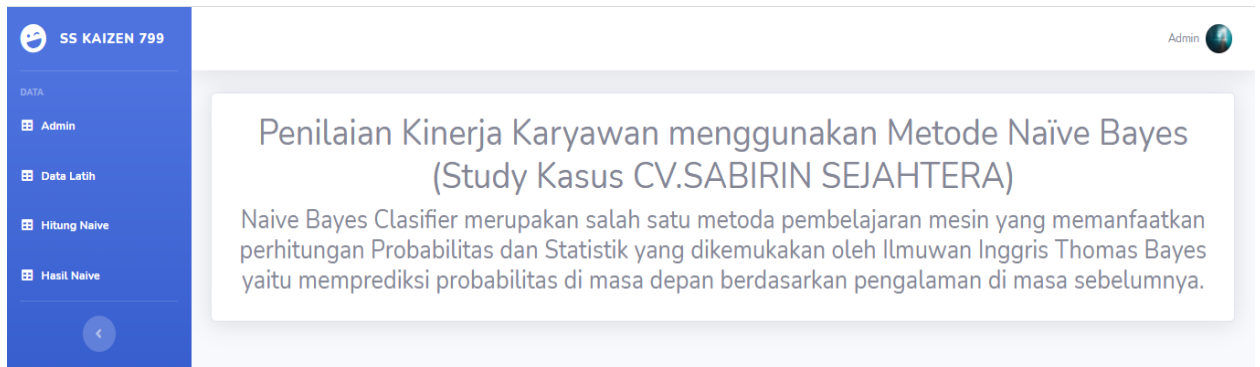 SS KAIZEN 799
Admin
DATA
Admin
Data Latih
Hitung Naive
Hasil Naive
Penilaian Kinerja Karyawan menggunakan Metode Naïve Bayes
(Study Kasus CV.SABIRIN SEJAHTERA)
Naive Bayes Clasifier merupakan salah satu metoda pembelajaran mesin yang memanfaatkan
perhitungan Probabilitas dan Statistik yang dikemukakan oleh Ilmuwan Inggris Thomas Bayes
yaitu memprediksi probabilitas di masa depan berdasarkan pengalaman di masa sebelumnya.